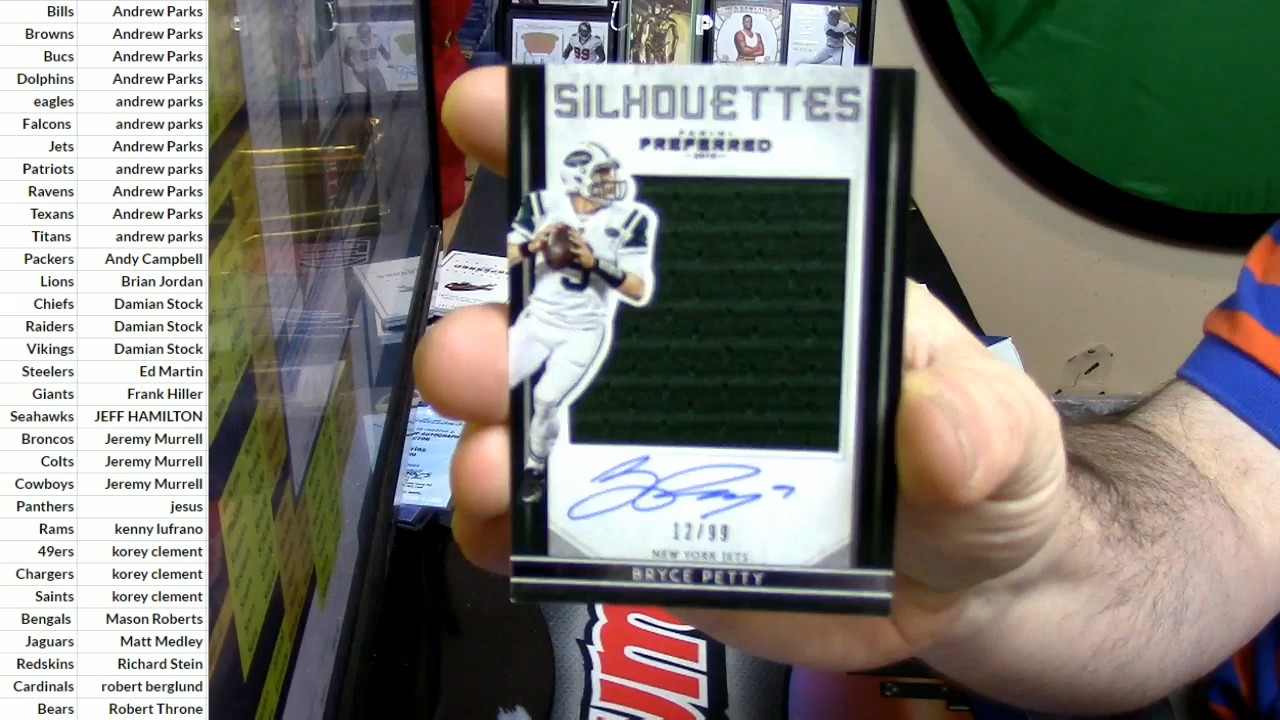 Bills Andrew Parks
Browns Andrew Parks
Bucs Andrew Parks
Dolphins Andrew Parks
eagles andrew parks
Falcons andrew parks
Jets Andrew Parks
Patriots andrew parks
Ravens Andrew Parks
Texans Andrew Parks
Titans andrew parks
Packers Andy Campbell
Lions Brian Jordan
Chiefs Damian Stock
Raiders Damian Stock
Vikings Damian Stock
Steelers Ed Martin
Giants Frank Hiller
Seahawks JEFF HAMILTON
Broncos Jeremy Murrell
Colts Jeremy Murrell
Cowboys Jeremy Murrell
Panthers jesus
Rams kenny lufrano
49ers korey clement
Chargers korey clement
Saints korey clement
Bengals Mason Roberts
Jaguars Matt Medley
Redskins Richard Stein
Cardinals robert berglund
Bears Robert Throne
SILHOUETTES
PANINI
PREFERRED
12/99
NEW YORK JETS
BRYCE PETTY